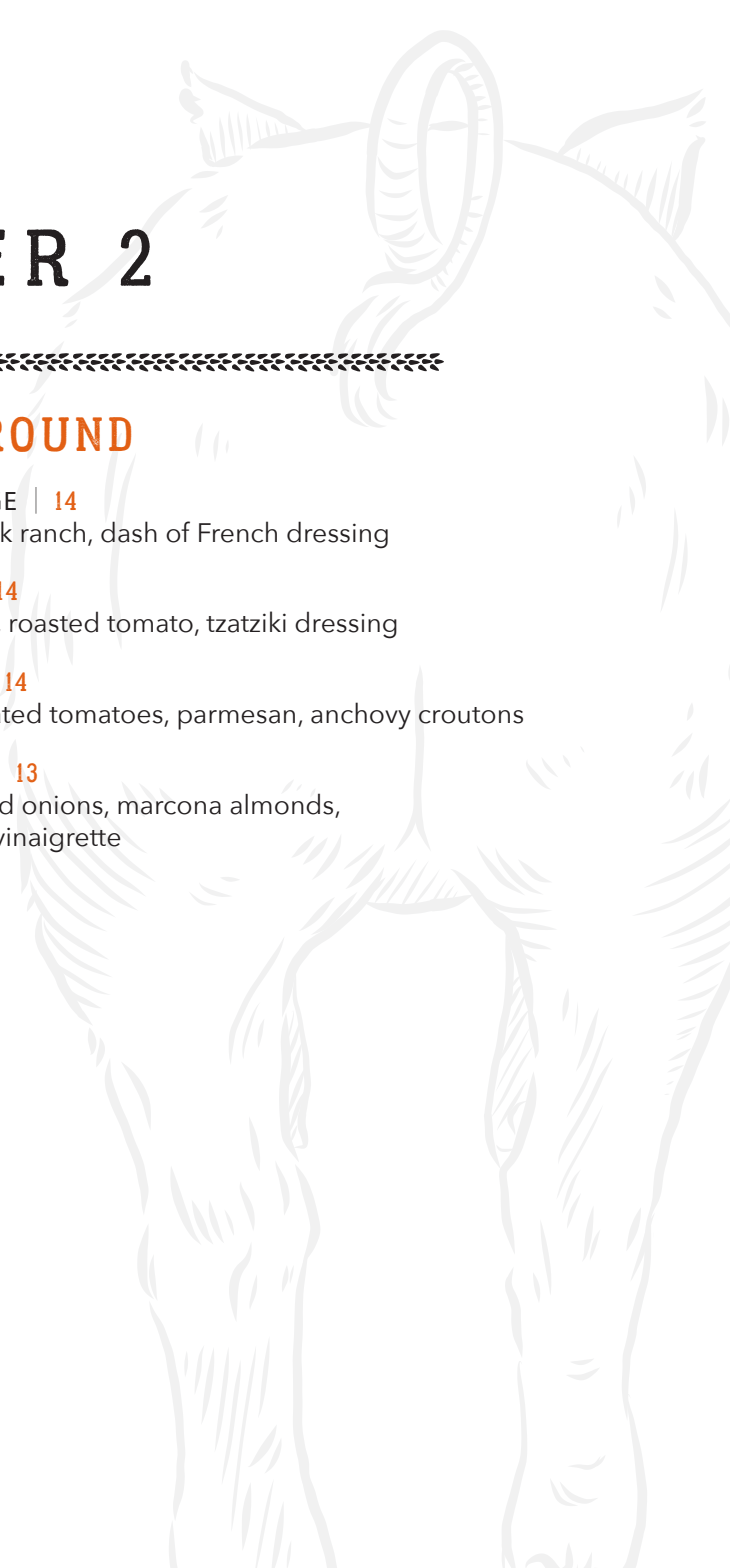 ER 2
ROUND
E | 14
k ranch, dash of French dressing
14
roasted tomato, tzatziki dressing
14
ted tomatoes, parmesan, anchovy croutons
13
d onions, marcona almonds,
vinaigrette